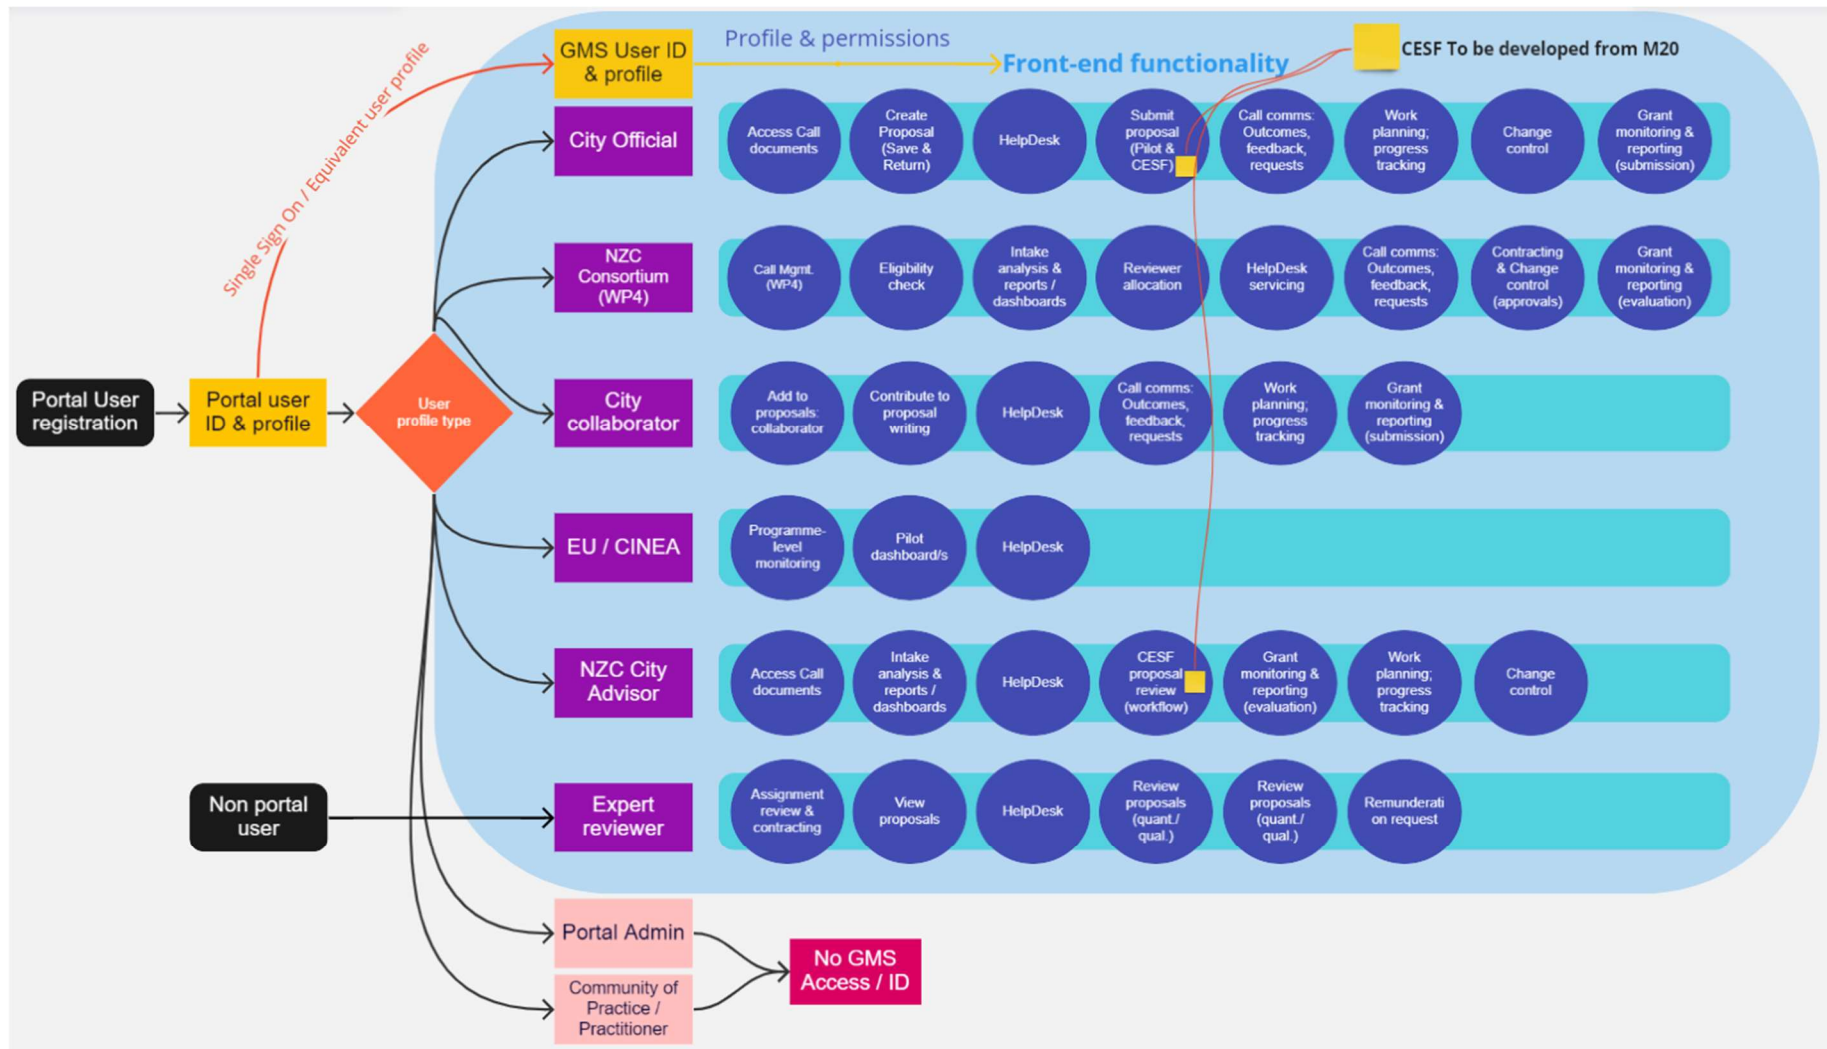 GMS User ID
& profile
Profile & permissions
Front-end functionality
CESF To be developed from M20
Single Sign On / Equivalent user profile
City Official
Access Call
documents
Create
Proposal
(Save &
Return)
HelpDesk
Submit
proposal
(Pilot &
CESF)
Call comms:
Outcomes,
feedback,
requests
Work
planning;
progress
tracking
Change
control
Grant
monitoring &
reporting
(submission)
NZC
Consortium
(WP4)
Call Mgmt.
(WP4)
Eligibility
check
Intake
analysis &
reports /
dashboards
Reviewer
allocation
HelpDesk
servicing
Call comms:
Outcomes,
feedback,
requests
Contracting
& Change
control
(approvals)
Grant
monitoring &
reporting
(evaluation)
Portal User
registration
Portal user
ID & profile
User
profile type
City
collaborator
Add to
proposals:
collaborator
Contribute to
proposal
writing
HelpDesk
Call comms:
Outcomes,
feedback,
requests
Work
planning;
progress
tracking
Grant
monitoring &
reporting
(submission)
EU / CINEA
Programme-
level
monitoring
Pilot
dashboard/s
HelpDesk
NZC City
Advisor
Access Call
documents
Intake
analysis &
reports /
dashboards
HelpDesk
CESF
proposal
review
(workflow)
Grant
monitoring &
reporting
(evaluation)
Work
planning;
progress
tracking
Change
control
Non portal
user
Expert
reviewer
Assignment
review &
contracting
View
proposals
HelpDesk
Review
proposals
(quant./
qual.)
Review
proposals
(quant./
qual.)
Remunderati
on request
Portal Admin
Community of
Practice /
Practitioner
No GMS
Access / ID